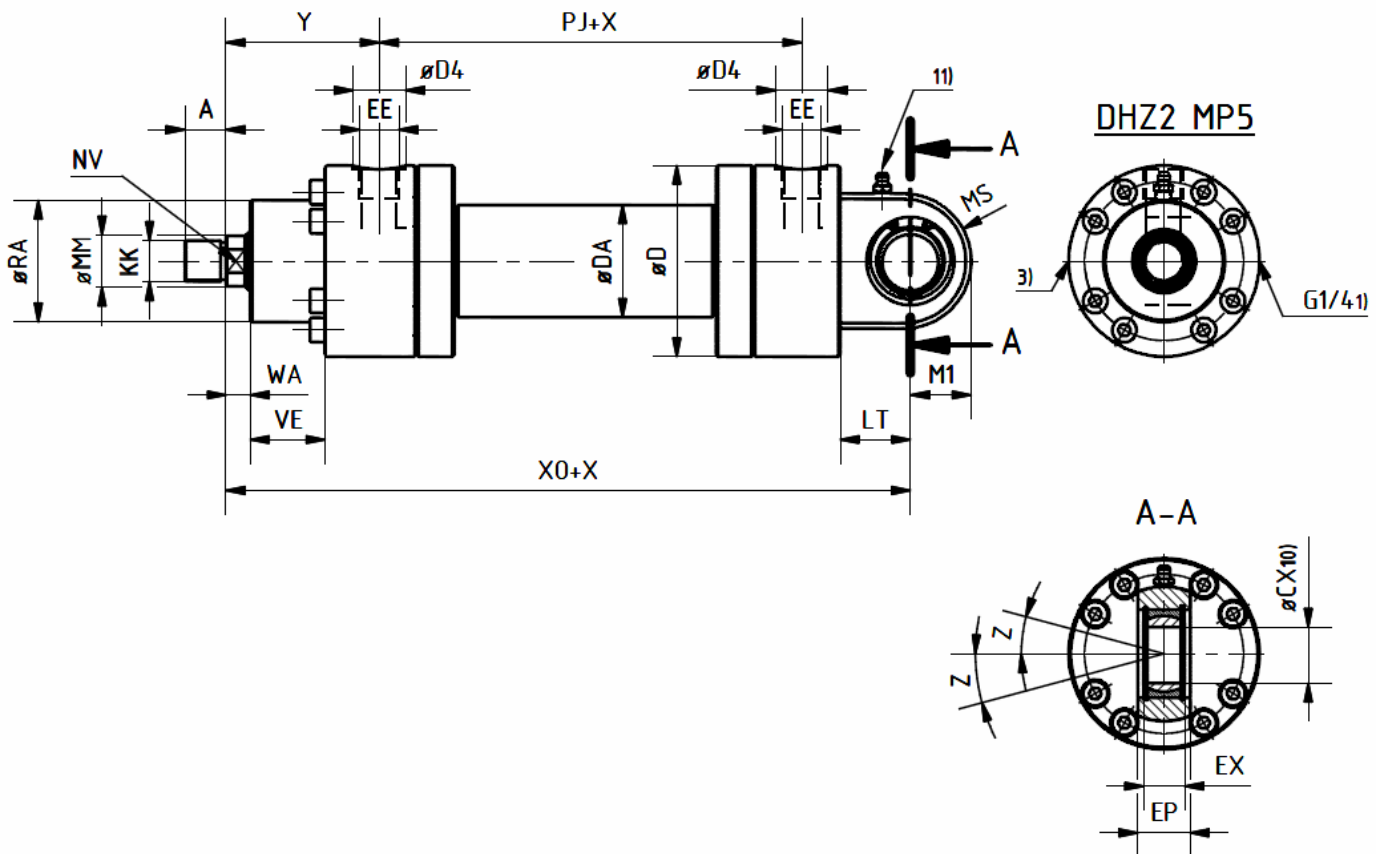 Y
PJ+X
øD4
øD4
11)
A
EE
EE
DHZ2 MP5
A
NV
MS
øRA
øMM
KK
øDA
øD
3)
G1/41)
A
WA
M1
VE
LT
XO+X
A-A
øCX10)
Z
Z
EX
EP